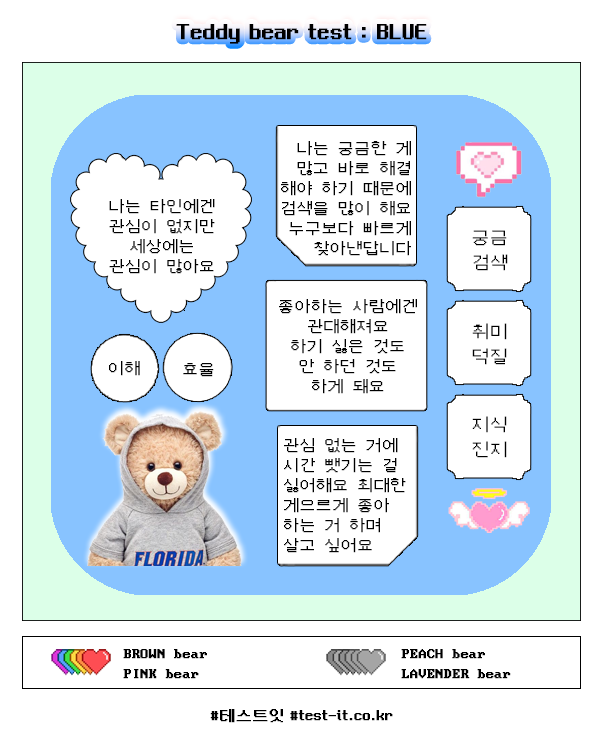 Teddy bear test : BLUE
나는 타인에겐
관심이 없지만
세상에는
관심이 많아요
이해
효율
FLORIDA
나는 궁금한 게
많고 바로 해결
해야 하기 때문에
검색을 많이 해요
누구보다 빠르게
찾아낸답니다
좋아하는 사람에겐
관대해져요
하기 싫은 것도
안 하던 것도
하게 돼요
관심 없는 거에
시간 뺏기는 걸
싫어해요 최대한
게으르게 좋아
하는 거 하며
살고 싶어요
궁금
검색
취미
덕질
지식
진지
BROWN bear
PINK bear
PEACH bear
LAVENDER bear
#테스트잇 #test-it.co.kr